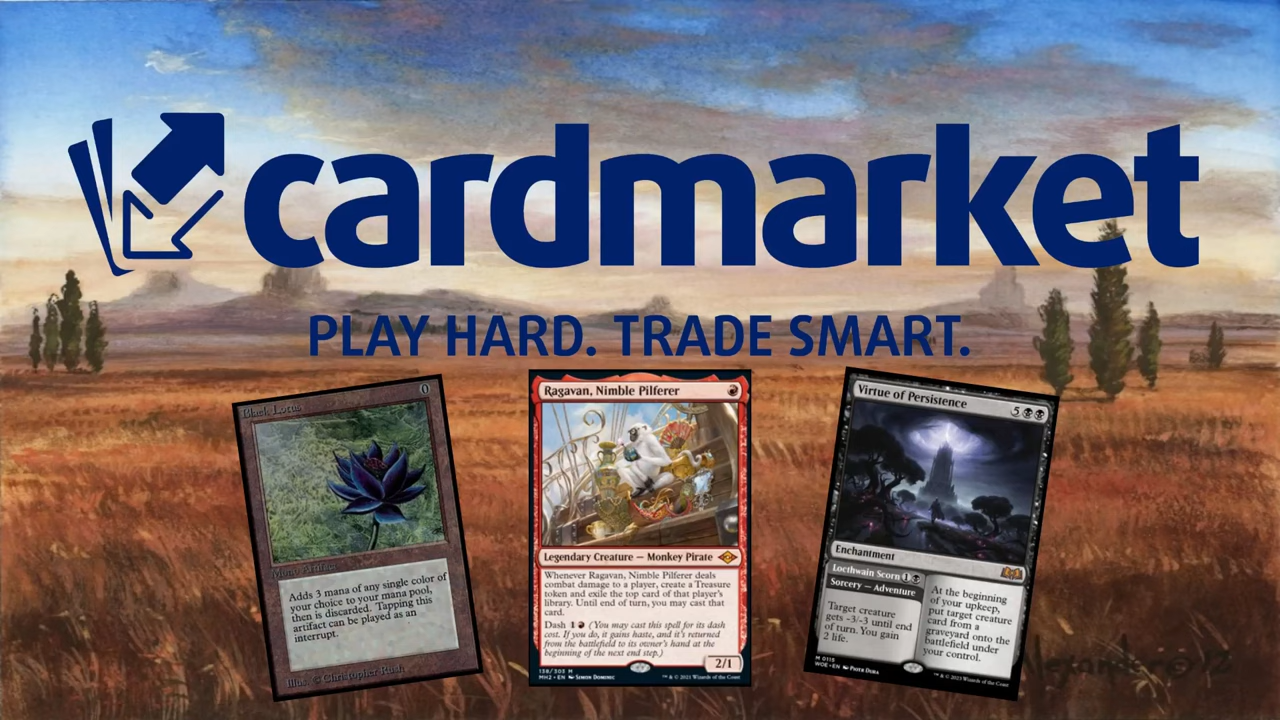 cardmarket
PLAY HARD. TRADE SMART.
Black Lotus
0
Mono Artifact
Adds 3 mana of any single color of
your choice to your mana pool,
then is discarded. Tapping this
artifact can be played as an
interrupt.
Illus. © Christopher Rush
Ragavan, Nimble Pilferer
Legendary Creature — Monkey Pirate
Whenever Ragavan, Nimble Pilferer deals
combat damage to a player, create a Treasure
token and exile the top card of that player's
library. Until end of turn, you may cast that
card.
Dash 1 (You may cast this spell for its dash
cost. If you do, it gains haste, and it's returned
from the battlefield to its owner's hand at the
beginning of the next end step.)
2/1
138/303 M
MH2 • EN Simon Dominic
™ & © 2021 Wizards of the Coast
Virtue of Persistence
5
Enchantment
Locthwain Scorn 1
Sorcery — Adventure
Target creature
gets -3/-3 until end
of turn. You gain
2 life.
At the beginning
of your upkeep,
put target creature
card from a
graveyard onto the
battlefield under
your control.
M 0115
WOE • EN Piotr Dura
™ & © 2023 Wizards of the Coast